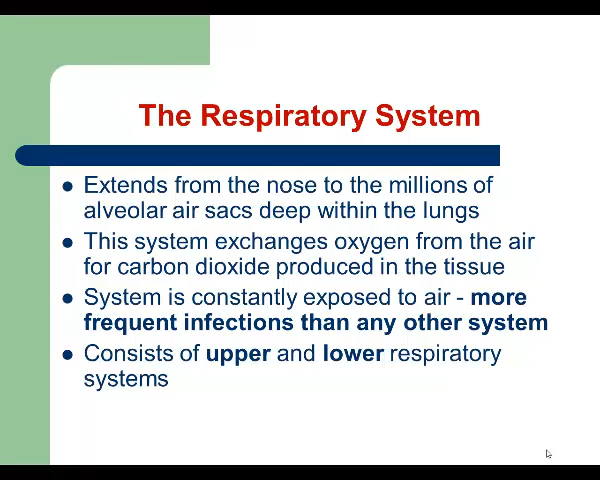 The Respiratory System
● Extends from the nose to the millions of
alveolar air sacs deep within the lungs
● This system exchanges oxygen from the air
for carbon dioxide produced in the tissue
● System is constantly exposed to air - more
frequent infections than any other system
● Consists of upper and lower respiratory
systems